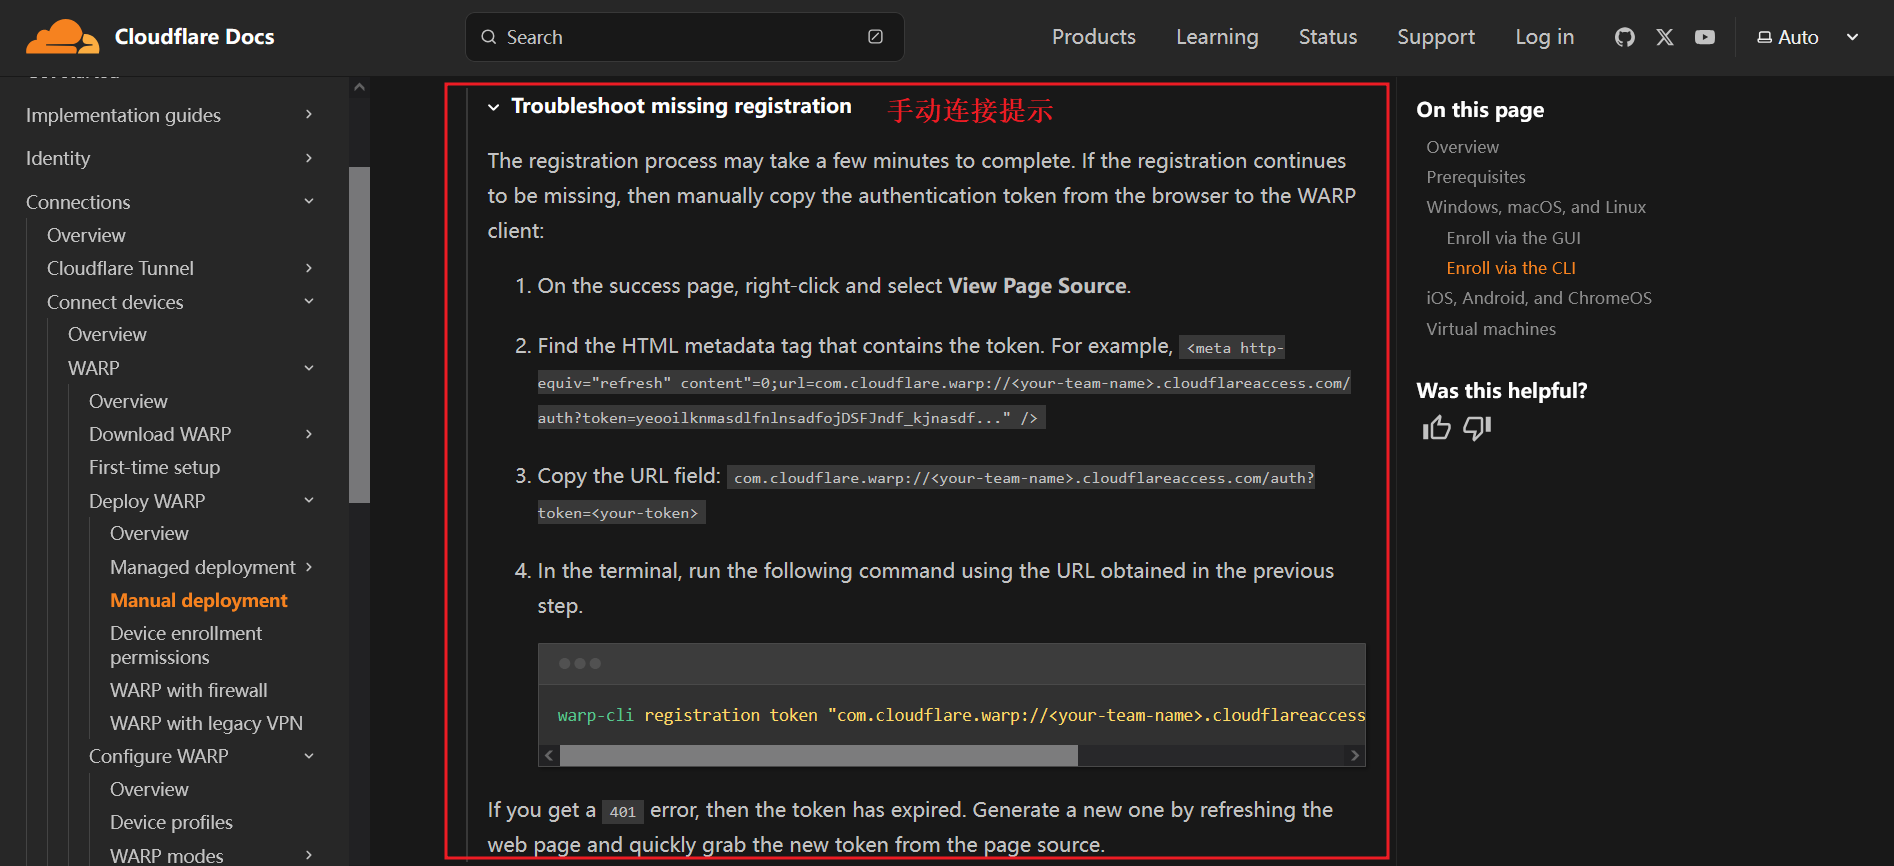 Cloudflare Docs
Search
Products
Learning
Status
Support
Log in
Auto
Implementation guides
Identity
Connections
Overview
Cloudflare Tunnel
Connect devices
Overview
WARP
Overview
Download WARP
First-time setup
Deploy WARP
Overview
Managed deployment
Manual deployment
Device enrollment
permissions
WARP with firewall
WARP with legacy VPN
Configure WARP
Overview
Device profiles
WARP modes
Troubleshoot missing registration 手动连接提示
The registration process may take a few minutes to complete. If the registration continues
to be missing, then manually copy the authentication token from the browser to the WARP
client:
1. On the success page, right-click and select View Page Source.
2. Find the HTML metadata tag that contains the token. For example, <meta http-
equiv="refresh" content"=0;url=com.cloudflare.warp://<your-team-name>.cloudflareaccess.com/
auth?token=yeooilknmasdlfnlnsadfojDSFJndf_kjnasdf..." />
3. Copy the URL field: com.cloudflare.warp://<your-team-name>.cloudflareaccess.com/auth?
token=<your-token>
4. In the terminal, run the following command using the URL obtained in the previous
step.
warp-cli registration token "com.cloudflare.warp://<your-team-name>.cloudflareaccess
If you get a 401 error, then the token has expired. Generate a new one by refreshing the
web page and quickly grab the new token from the page source.
On this page
Overview
Prerequisites
Windows, macOS, and Linux
Enroll via the GUI
Enroll via the CLI
iOS, Android, and ChromeOS
Virtual machines
Was this helpful?